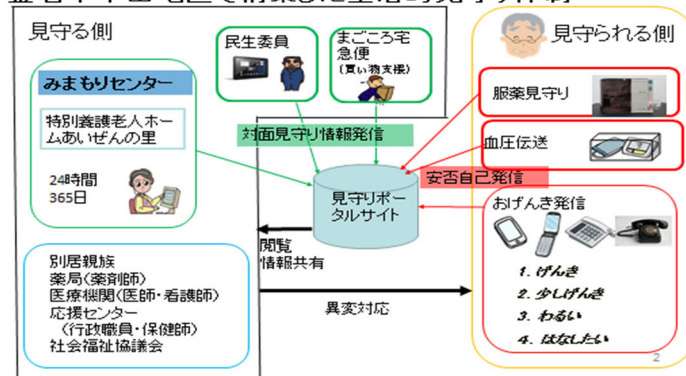 見守る側
みまもりセンター
特別養護老人ホー
ムあいぜんの里
24時間
365日
民生委員
まごころ宅
急便
(買い物支援)
対面見守り情報発信
見守りポー
タルサイト
安否自己発信
閲覧
情報共有
異変対応
別居親族
薬局(薬剤師)
医療機関(医師・看護師)
応援センター
(行政職員・保健師)
社会福祉協議会
見守られる側
服薬見守り
血圧伝送
おげんき発信
1. げんき
2. 少しげんき
3. わるい
4. はなしたい
2